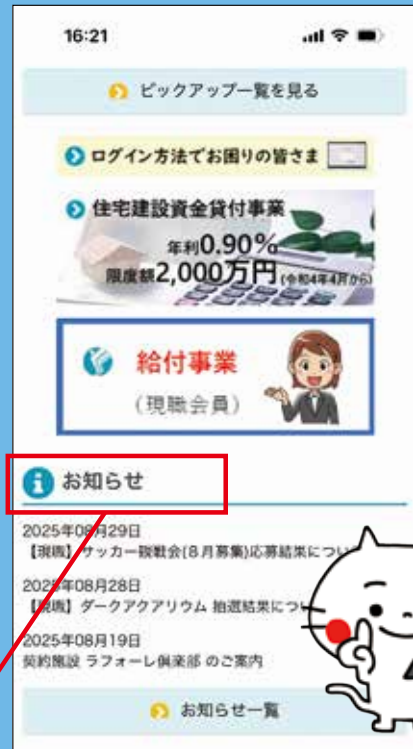 16:21
ピックアップ一覧を見る
ログイン方法でお困りの皆さま
住宅建設資金貸付事業
年利0.90%
限度額2,000万円(令和4年4月から)
給付事業
(現職会員)
お知らせ
2025年08月29日
【現職】サッカー観戦会(8月募集)応募結果につい
2025年08月28日
【現職】ダークアクアリウム 抽選結果につ
2025年08月19日
契約施設 ラフォーレ倶楽部 のご案内
お知らせ一覧